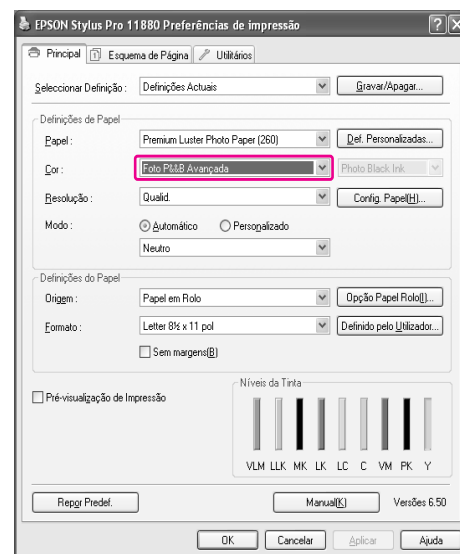 EPSON Stylus Pro 11880 Preferências de impressão
Principal Esquema de Página Utilitários
Seleccionar Definição : Definições Actuais Gravar/Apagar...
Definições de Papel
Papel : Premium Luster Photo Paper (260) Def. Personalizadas...
Cor : Foto P&&B Avançada Photo Black Ink
Resolução : Qualid. Config. Papel(H)...
Modo : Automático Personalizado
Neutro
Definições do Papel
Origem : Papel em Rolo Opção Papel Rolo(I)...
Formato : Letter 8½ x 11 pol Definido pelo Utilizador...
Sem margens(B)
Pré-visualização de Impressão
Níveis da Tinta
VLM LLK MK LK LC C VM PK Y
Repor Predef. Manual(K) Versões 6.50
OK Cancelar Aplicar Ajuda